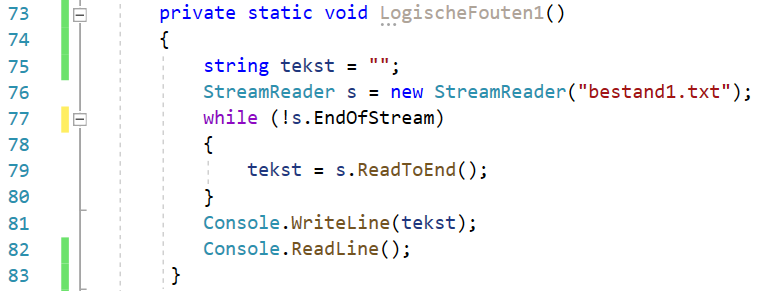 73 private static void LogischeFouten1()
74 {
75 string tekst = "";
76 StreamReader s = new StreamReader("bestand1.txt");
77 while (!s.EndOfStream)
78 {
79 tekst = s.ReadToEnd();
80 }
81 Console.WriteLine(tekst);
82 Console.ReadLine();
83 }